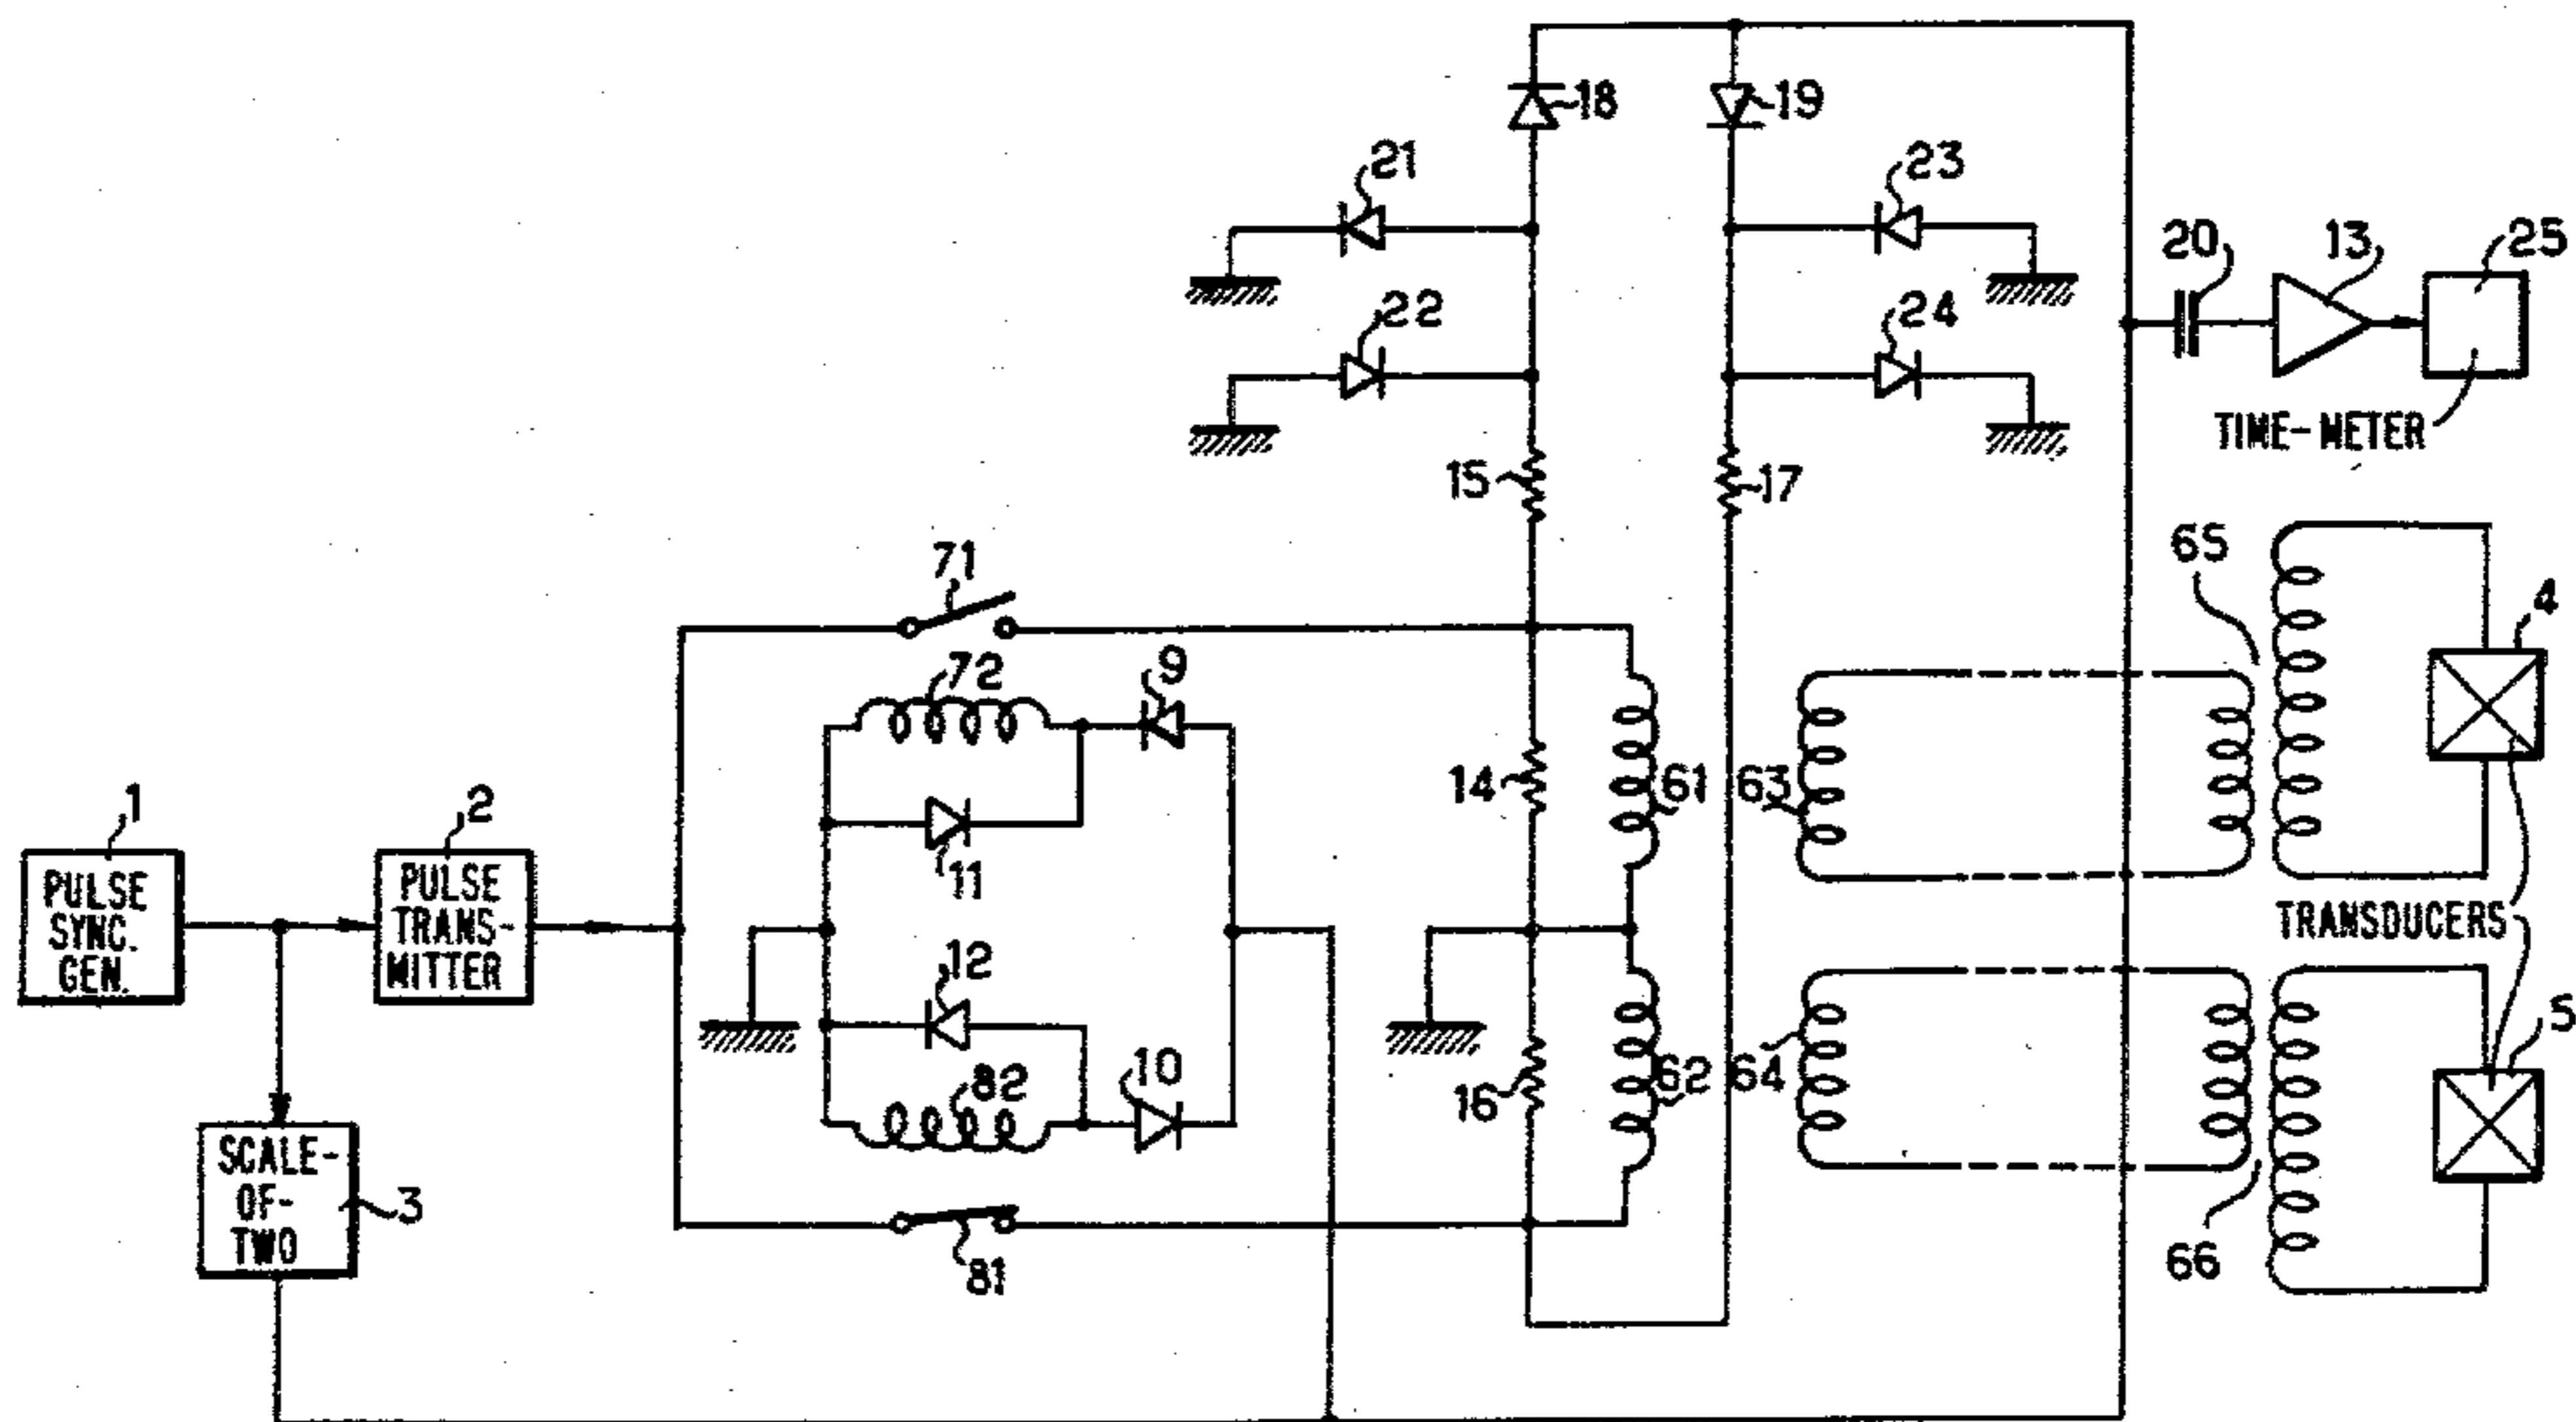 18
19
21
23
20
13
25
22
24
TIME-METER
15
17
71
65
4
72
9
14
61
63
1
2
PULSE
SYNC.
GEN.
PULSE
TRANS-
MITTER
11
TRANSDUCERS
12
82
10
16
62
64
5
SCALE-
OF-
TWO
3
81
66